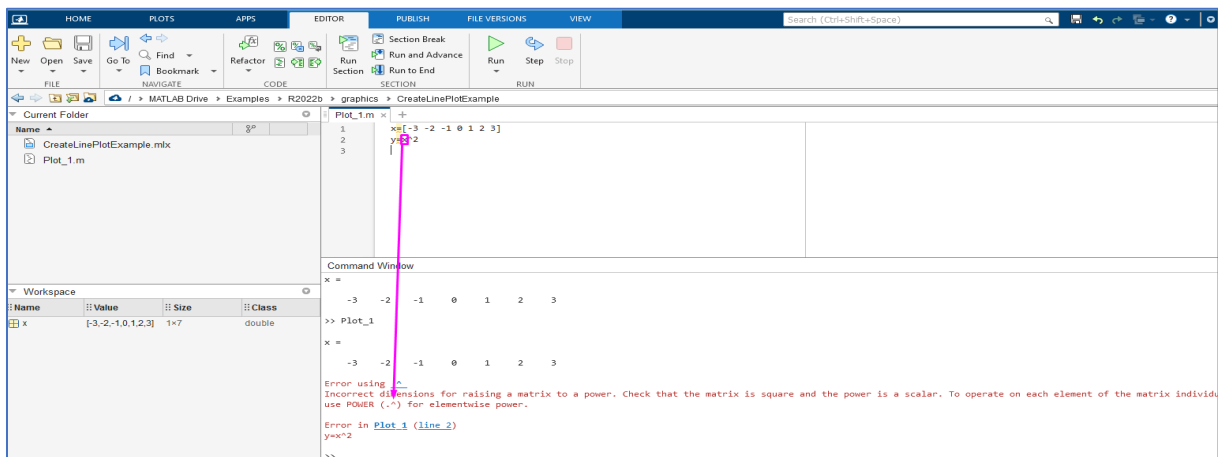 HOME PLOTS APPS EDITOR PUBLISH FILE VERSIONS VIEW Search (Ctrl+Shift+Space)
New Open Save Go To Find Bookmark Refactor Run Section Section Break Run and Advance Run to End Run Step Stop
FILE NAVIGATE CODE SECTION RUN
/ > MATLAB Drive > Examples > R2022b > graphics > CreateLinePlotExample
Current Folder
Name
CreateLinePlotExample.mlx
Plot_1.m
Plot_1.m × +
1 x=[-3 -2 -1 0 1 2 3]
2 y=x^2
3
Workspace
Name Value Size Class
x [-3,-2,-1,0,1,2,3] 1×7 double
Command Window
x =
-3 -2 -1 0 1 2 3
>> Plot_1
x =
-3 -2 -1 0 1 2 3
Error using ^
Incorrect dimensions for raising a matrix to a power. Check that the matrix is square and the power is a scalar. To operate on each element of the matrix individu
use POWER (.^) for elementwise power.
Error in Plot_1 (line 2)
y=x^2
>>